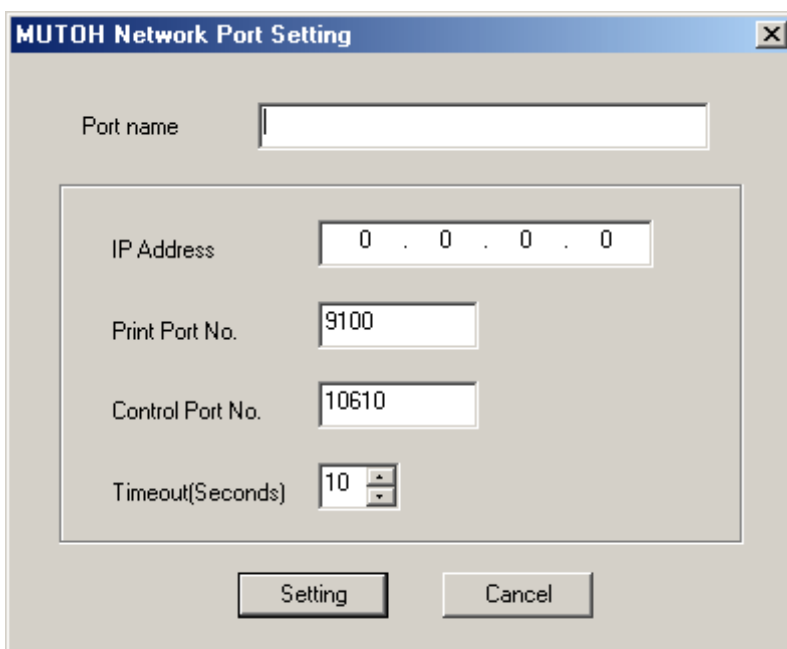 MUTOH Network Port Setting
Port name
IP Address 0 . 0 . 0 . 0
Print Port No. 9100
Control Port No. 10610
Timeout(Seconds) 10
Setting Cancel